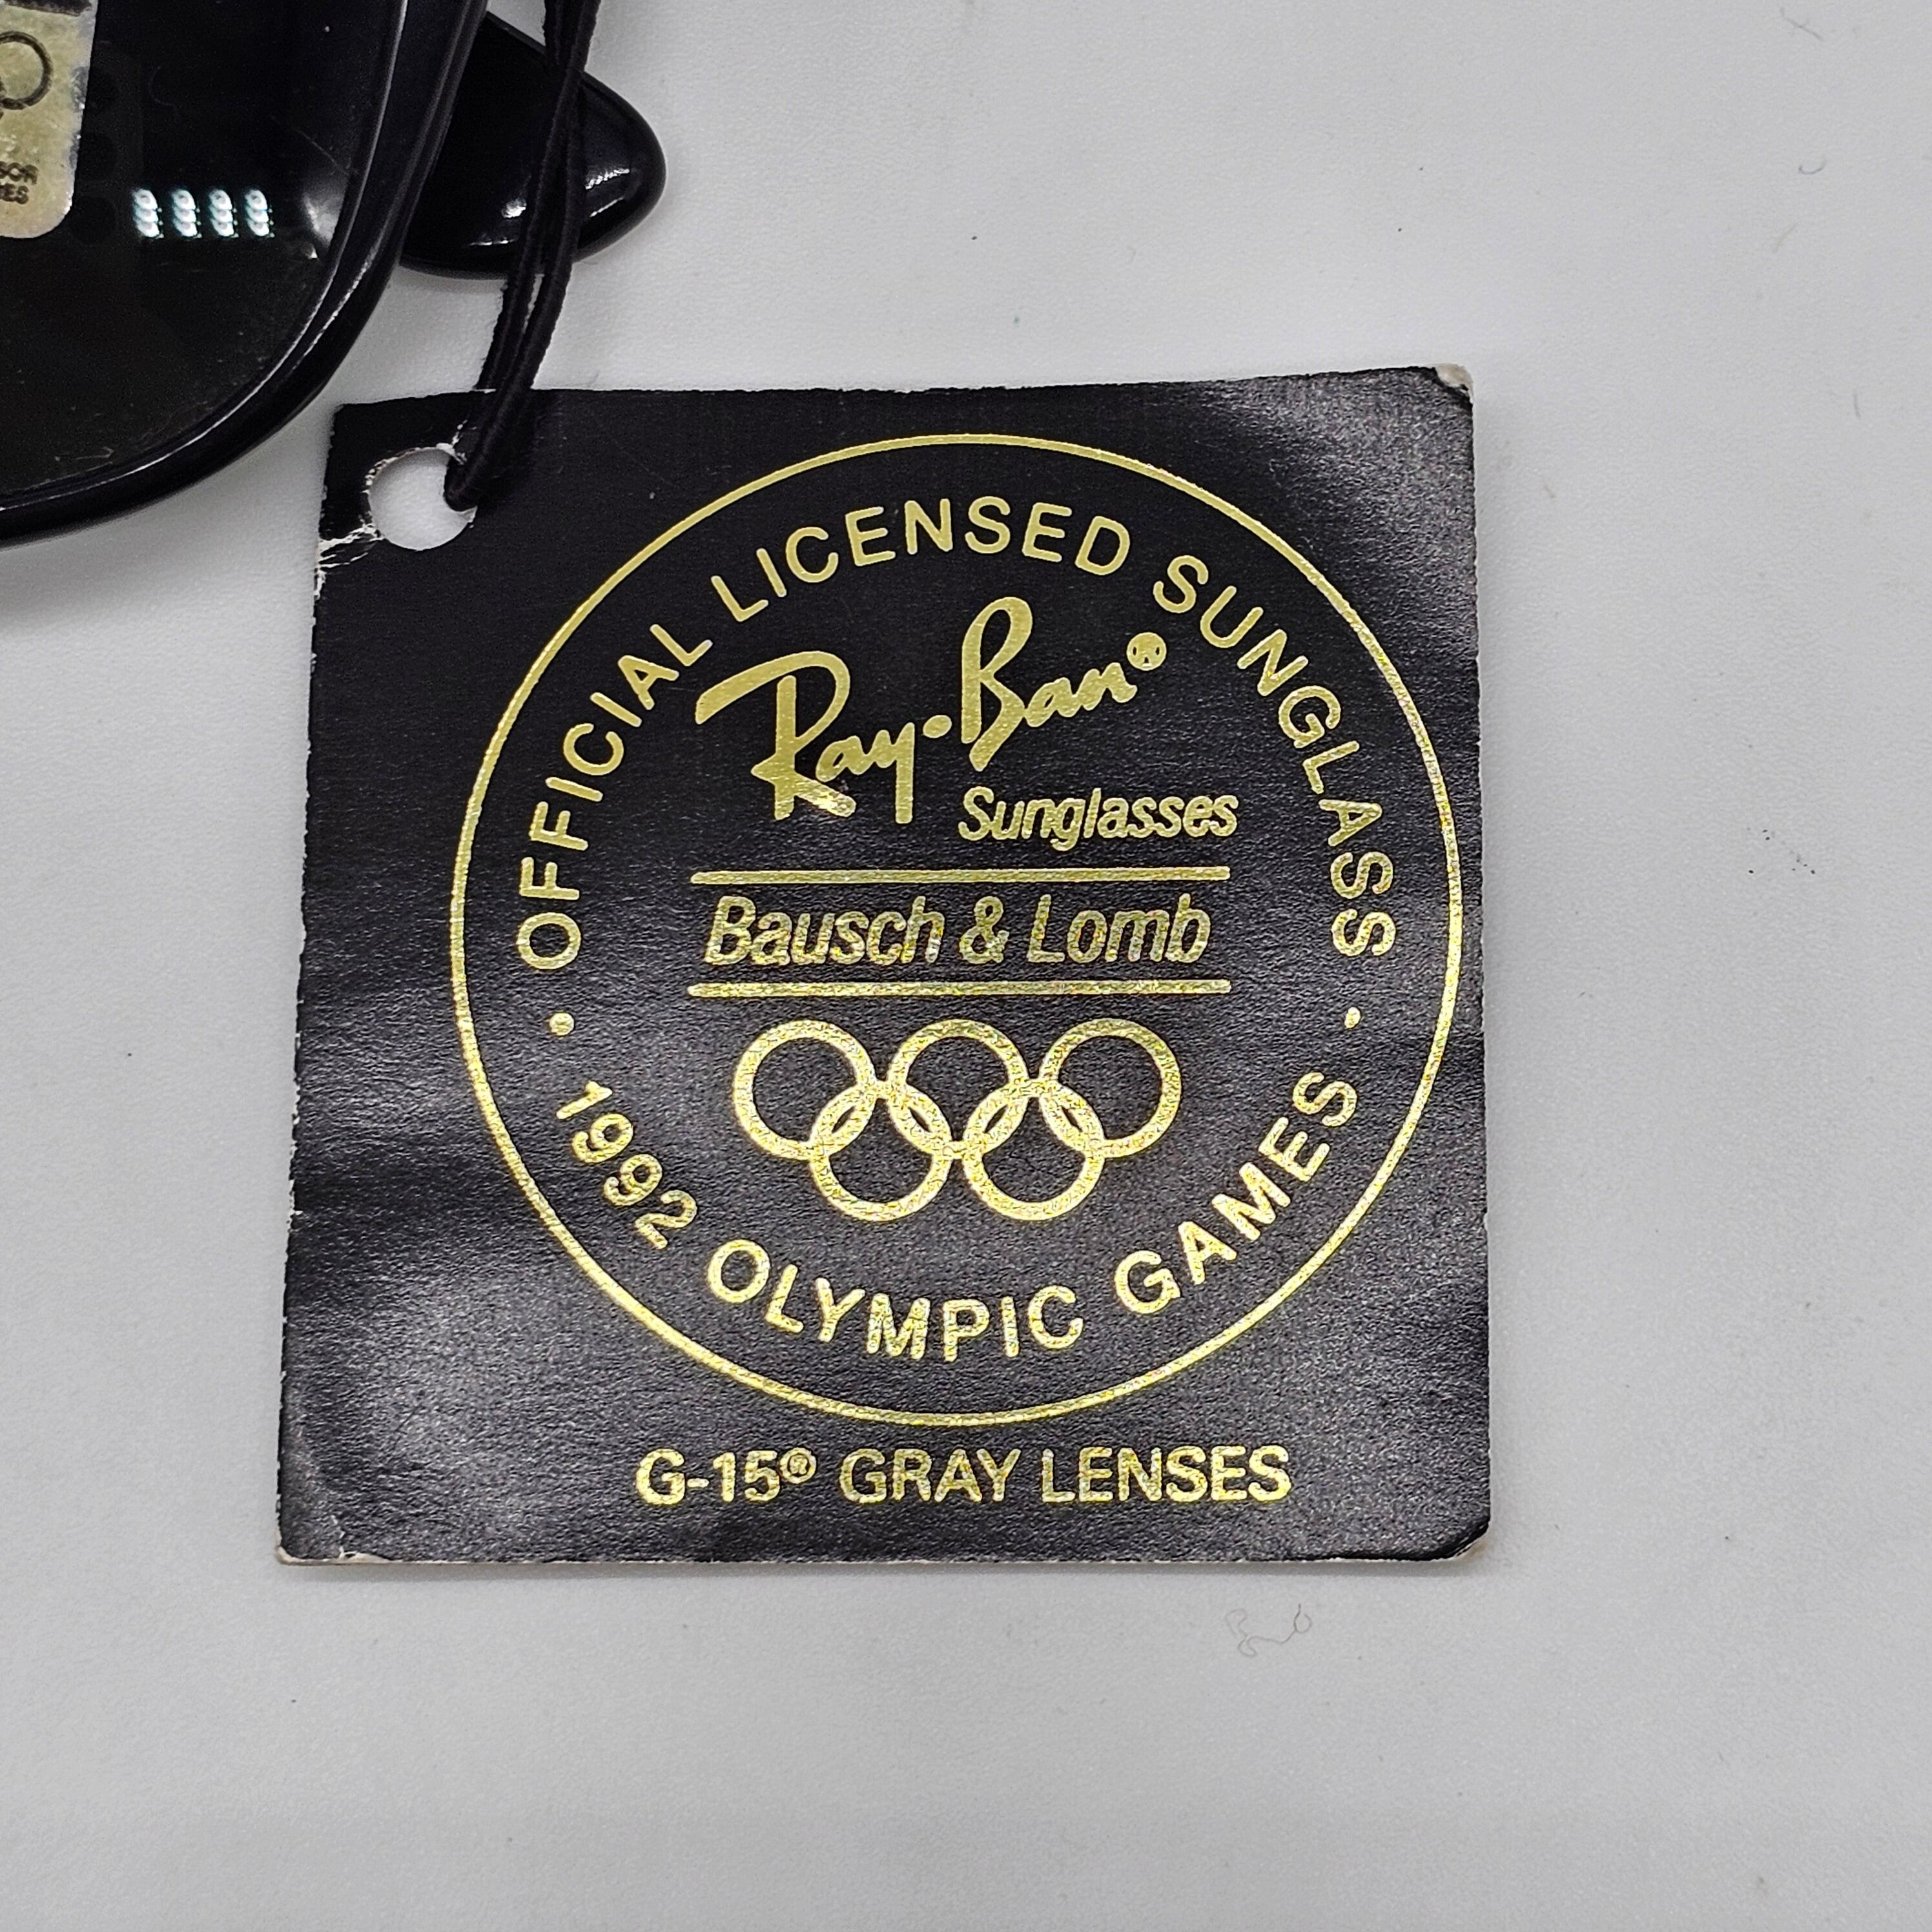 OFFICIAL LICENSED SUNGLASS
Ray-Ban®
Sunglasses
Bausch & Lomb
• 1992 OLYMPIC GAMES •
G-15® GRAY LENSES